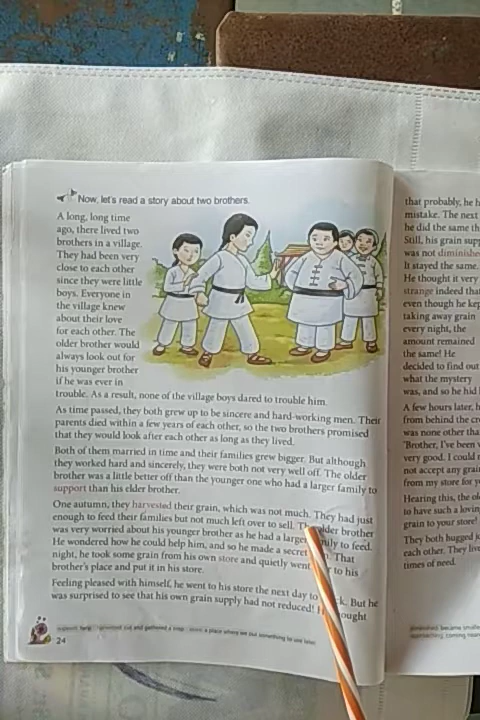 Now, let's read a story about two brothers.
A long, long time
ago, there lived two
brothers in a village.
They had been very
close to each other
since they were little
boys. Everyone in
the village knew
about their love
for each other. The
older brother would
always look out for
his younger brother
if he was ever in
trouble. As a result, none of the village boys dared to trouble him.
As time passed, they both grew up to be sincere and hard-working men. Their
parents died within a few years of each other, so the two brothers promised
that they would look after each other as long as they lived.
Both of them married in time and their families grew bigger. But although
they worked hard and sincerely, they were both not very well off. The older
brother was a little better off than the younger one who had a larger family to
support than his elder brother.
One autumn, they harvested their grain, which was not much. They had just
enough to feed their families but not much left over to sell. The elder brother
was very worried about his younger brother as he had a larger family to feed.
He wondered how he could help him, and so he made a secret. That
night, he took some grain from his own store and quietly went to his
brother's place and put it in his store.
Feeling pleased with himself, he went to his store the next day to. But he
was surprised to see that his own grain supply had not reduced!
24
that probably, he h
mistake. The next
he did the same th
Still, his grain sup
was not diminishe
It stayed the same.
He thought it very
strange indeed tha
even though he kep
taking away grain
every night, the
amount remained
the same! He
decided to find out
what the mystery
was, and so he hid
A few hours later, h
from behind the cr
was none other tha
'Brother, I've been
very good. I could
not accept any grai
from my store for y
Hearing this, the ol
to have such a lovin
grain to your store!
They both hugged
each other. They live
times of need.